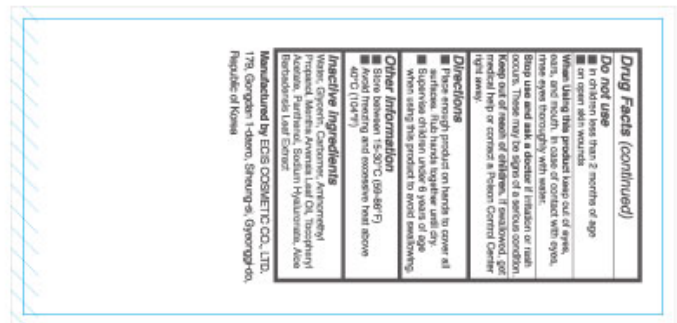 Drug Facts (continued)
Do not use
■ In children less than 2 months of age
■ on open skin wounds
When Using this product keep out of eyes,
ears, and mouth. In case of contact with eyes,
rinse eyes thoroughly with water.
Stop use and ask a doctor if irritation or rash
occurs. These may be signs of a serious condition.
Keep out of reach of children. If swallowed, get
medical help or contact a Poison Control Center
right away.
Directions
■ Place enough product on hands to cover all
surfaces. Rub hands together until dry.
■ Supervise children under 6 years of age
when using this product to avoid swallowing.
Other Information
■ Store between 15-30°C (59-86°F)
■ Avoid freezing and excessive heat above
40°C (104°F)
Inactive Ingredients
Water, Glycerin, Carbomer, Aminomethyl
Propanol, Mentha Arvensis Leaf Oil, Tocopheryl
Acetate, Panthenol, Sodium Hyaluronate, Aloe
Barbadensis Leaf Extract
Manufactured by ECIS COSMETIC CO., LTD.
179, Gongdan 1-daero, Siheung-si, Gyeonggi-do,
Republic of Korea